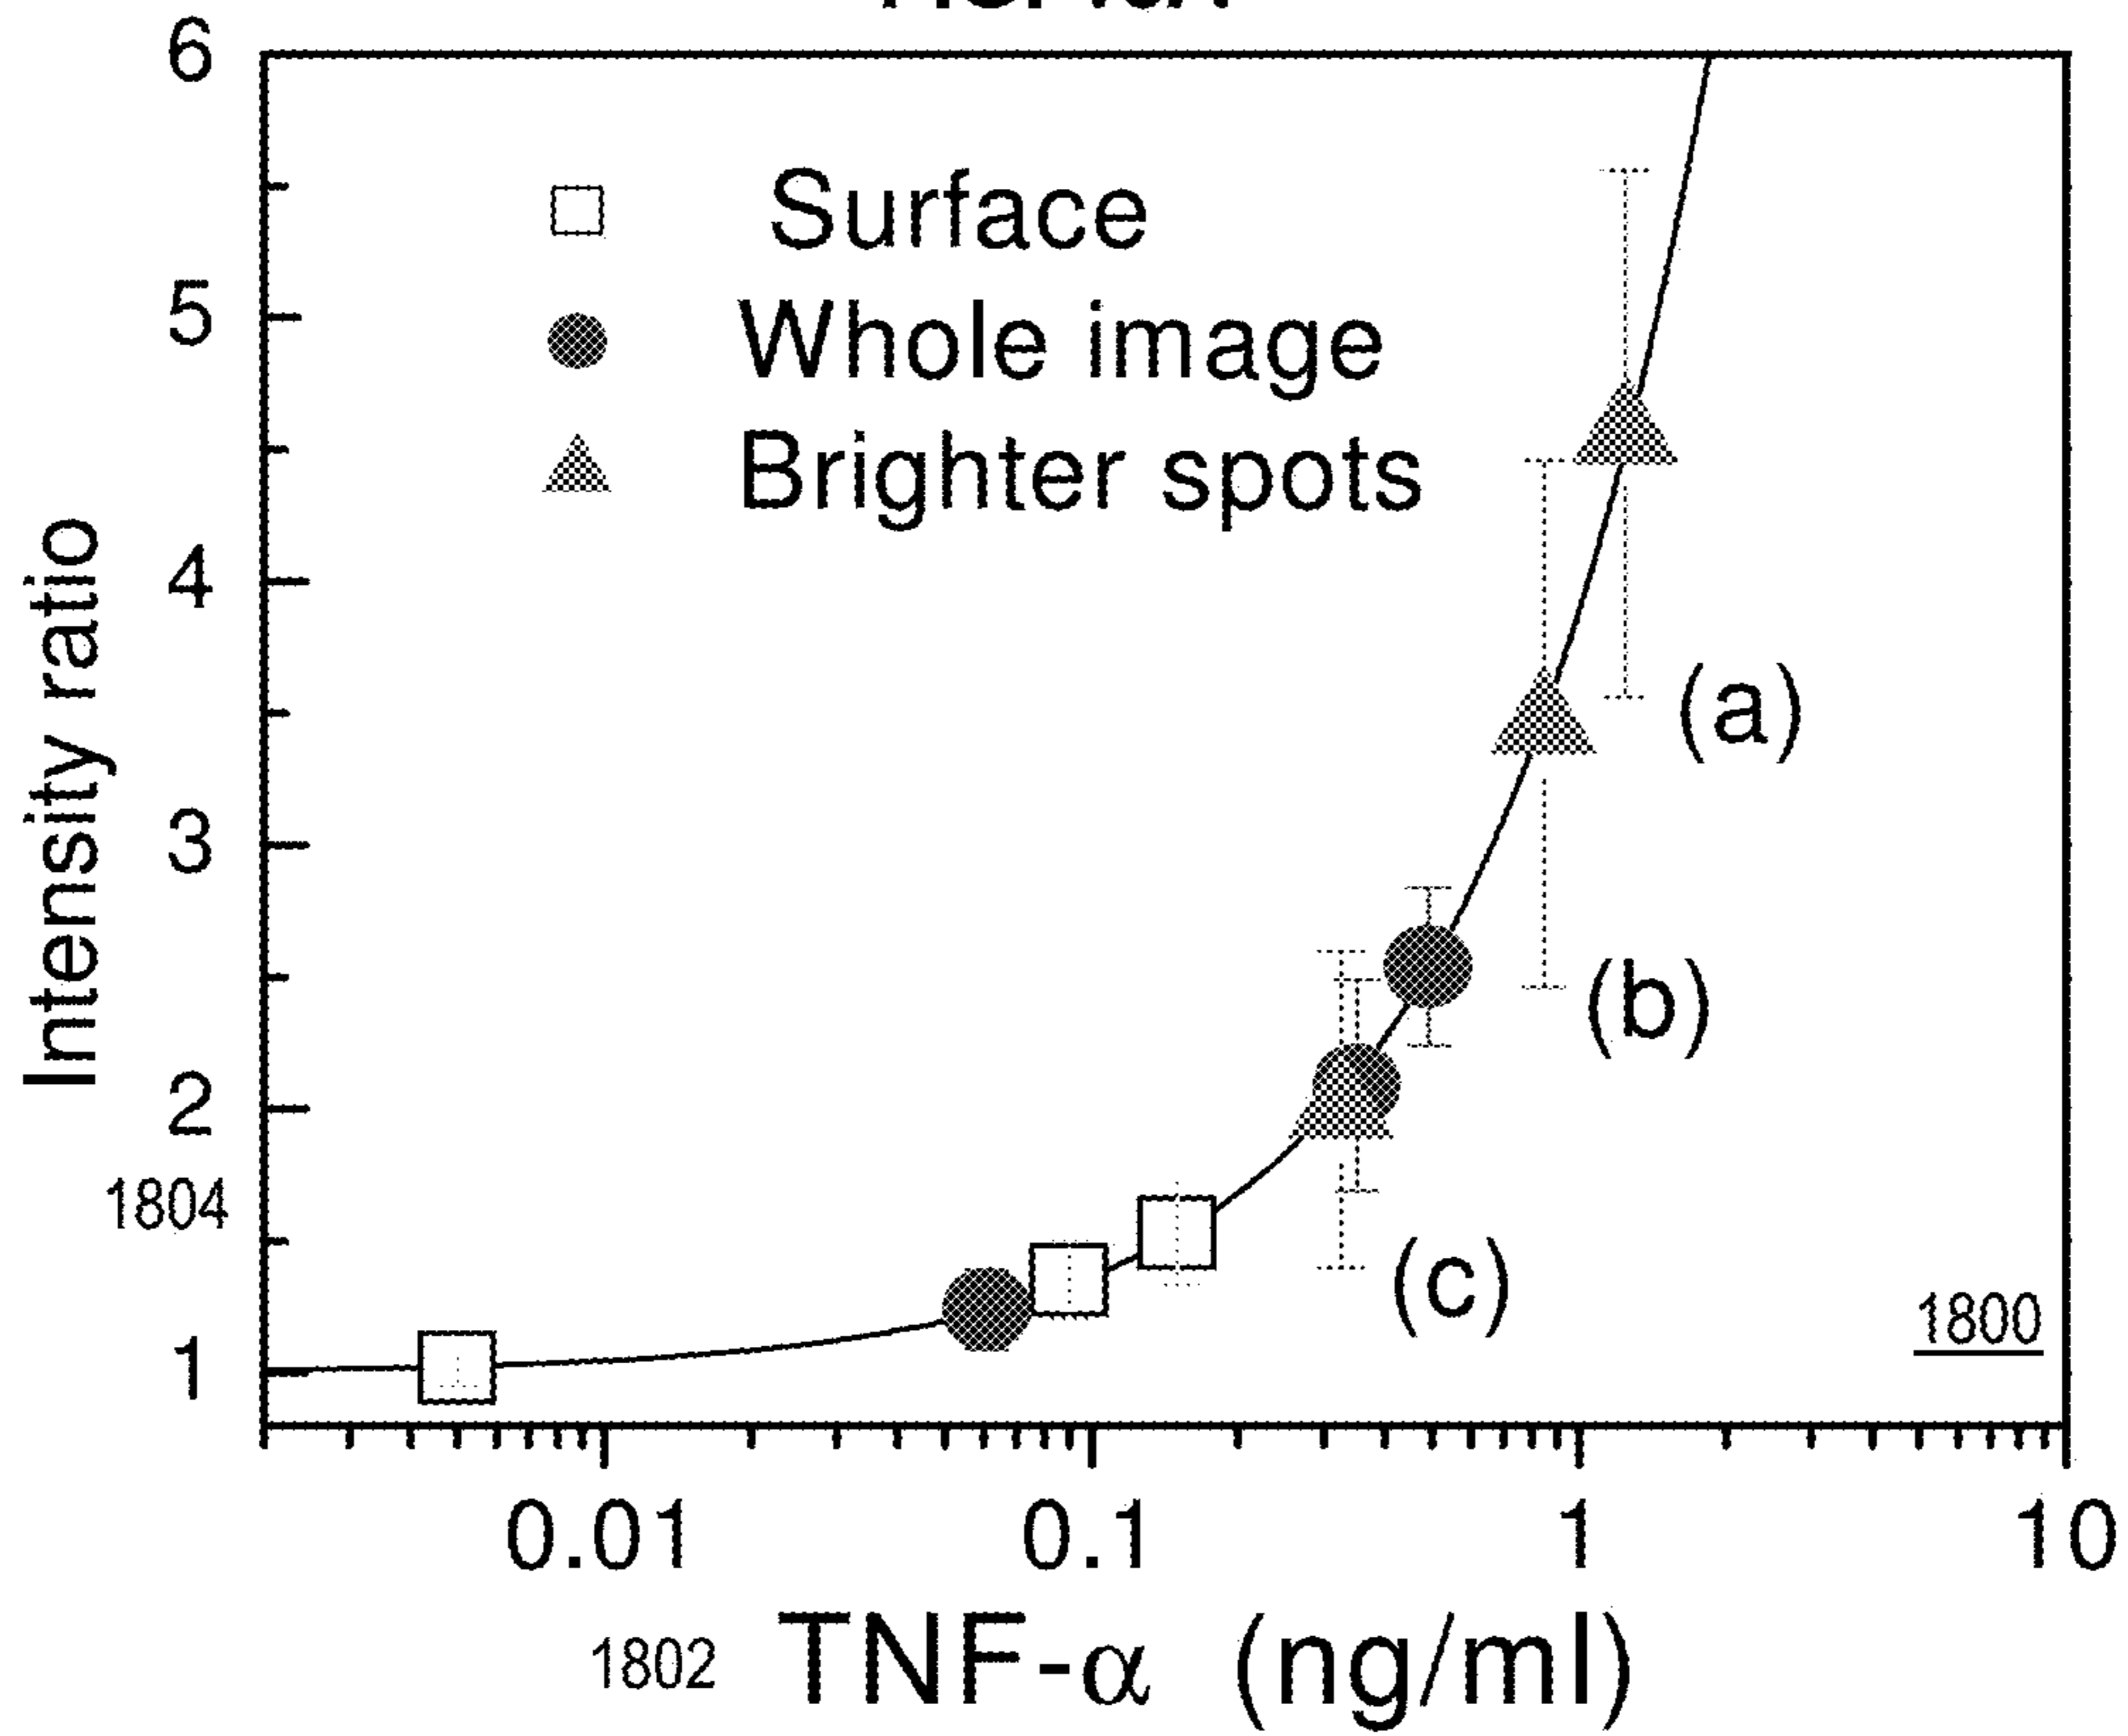 6
Surface
5
Whole image
Brighter spots
Intensity ratio
4
(a)
3
(b)
2
1804
(c)
1800
1
0.01 0.1 1 10
1802 TNF-α (ng/ml)